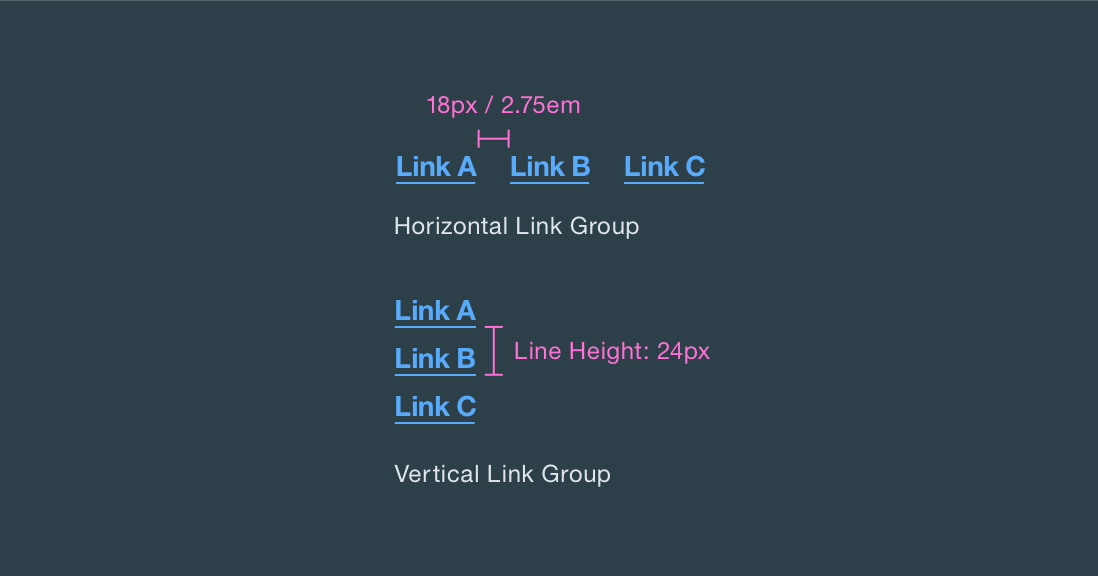 18px / 2.75em
Link A Link B Link C
Horizontal Link Group
Link A
Line Height: 24px
Link B
Link C
Vertical Link Group